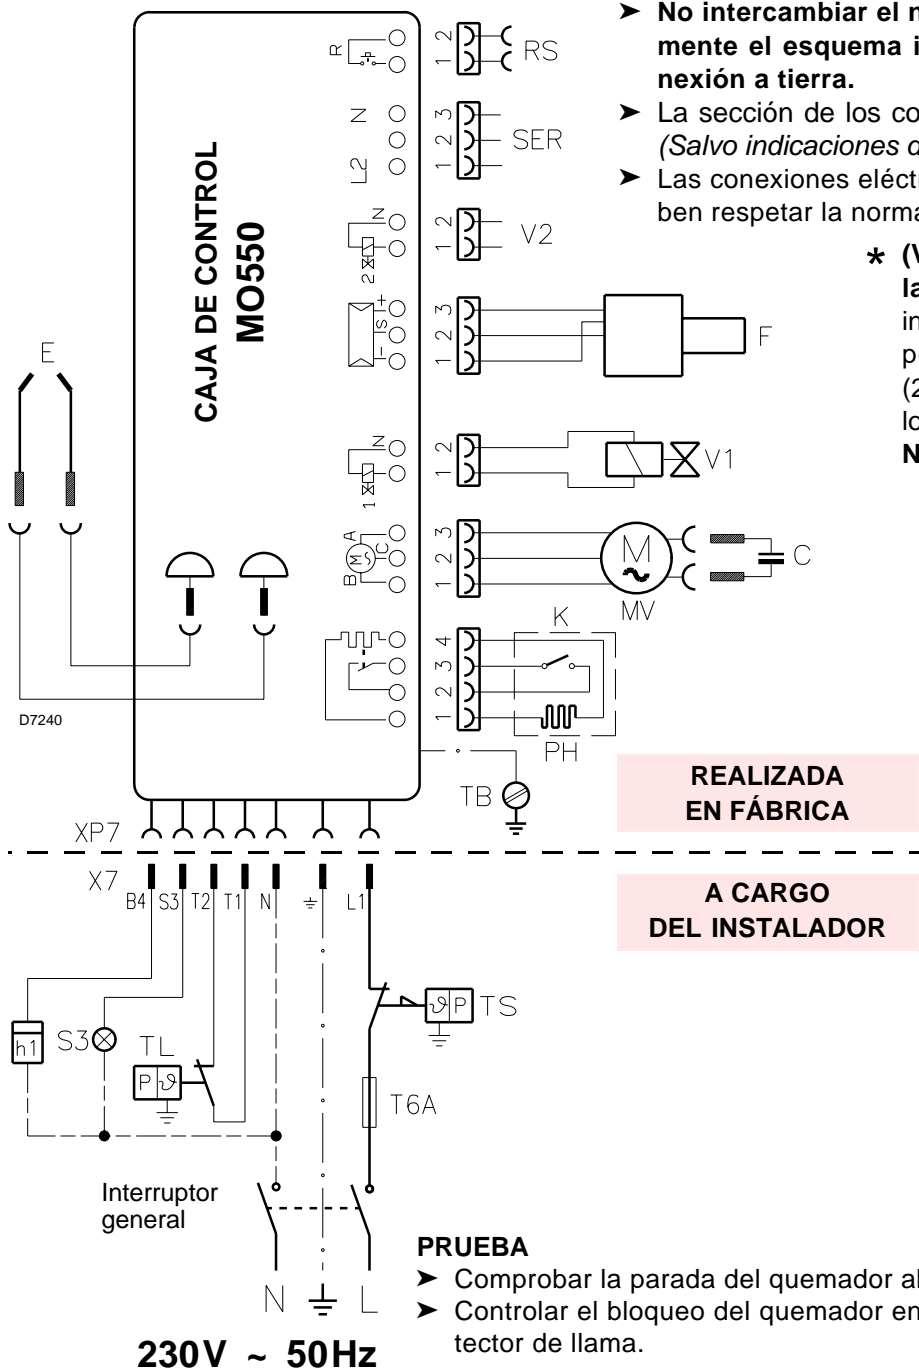 ➤ No intercambiar el n
mente el esquema i
nexión a tierra.
➤ La sección de los co
(Salvo indicaciones d
➤ Las conexiones eléctr
ben respetar la norma
* (V
la
in
p
(2
lo
N
CAJA DE CONTROL
MO550
R
2
1
RS
N
L2
3
2
1
SER
N
2
2
1
V2
+
S
-
3
2
1
F
E
N
1
2
1
V1
A
C
B
M
3
2
1
M
~
MV
C
4
3
2
1
K
PH
D7240
TB
REALIZADA
EN FÁBRICA
XP7
X7
B4 S3 T2 T1 N L1
A CARGO
DEL INSTALADOR
h1
S3
TL
P ϑ
ϑ P
TS
T6A
Interruptor
general
N L
230V ~ 50Hz
PRUEBA
➤ Comprobar la parada del quemador al
➤ Controlar el bloqueo del quemador en
tector de llama.